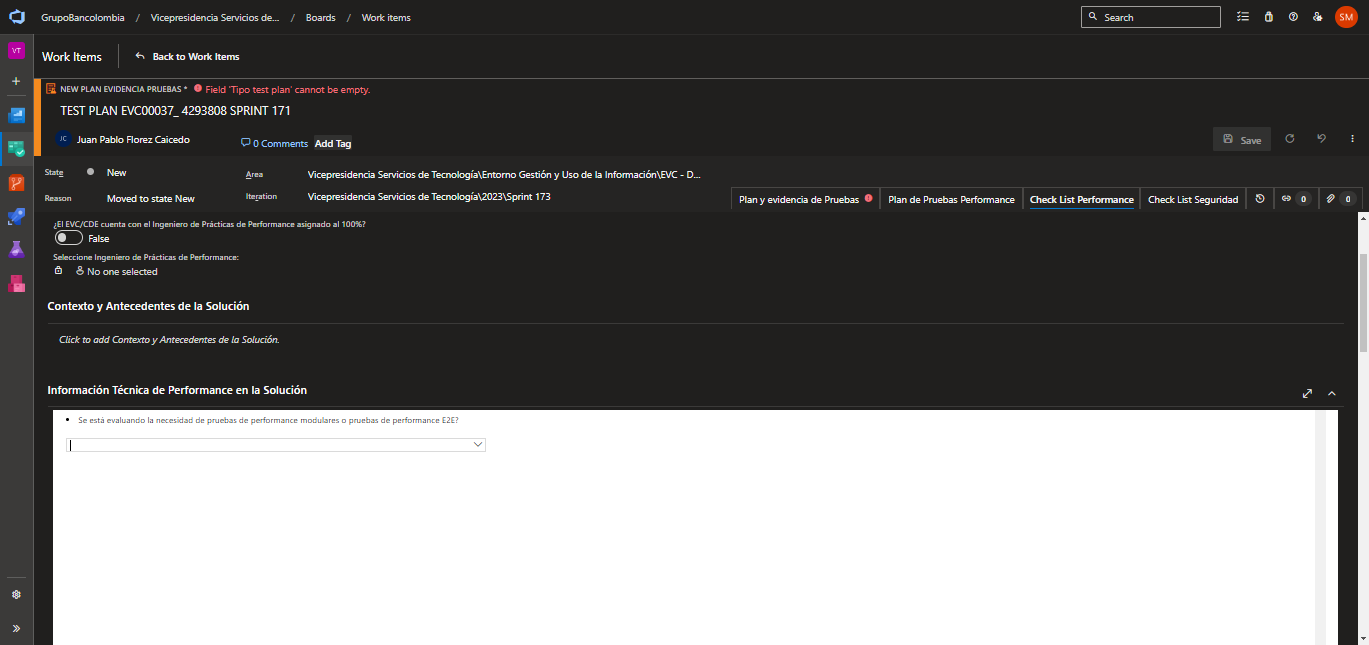 GrupoBancolombia / Vicepresidencia Servicios de... / Boards / Work items
Search
SM
VT
Work Items
Back to Work Items
NEW PLAN EVIDENCIA PRUEBAS * Field 'Tipo test plan' cannot be empty.
TEST PLAN EVC00037_ 4293808 SPRINT 171
JC Juan Pablo Florez Caicedo
0 Comments
Add Tag
Save
State New
Area Vicepresidencia Servicios de Tecnología\Entorno Gestión y Uso de la Información\EVC - D...
Reason Moved to state New
Iteration Vicepresidencia Servicios de Tecnología\2023\Sprint 173
Plan y evidencia de Pruebas
Plan de Pruebas Performance
Check List Performance
Check List Seguridad
0
0
¿El EVC/CDE cuenta con el Ingeniero de Prácticas de Performance asignado al 100%?
False
Seleccione Ingeniero de Prácticas de Performance:
No one selected
Contexto y Antecedentes de la Solución
Click to add Contexto y Antecedentes de la Solución.
Información Técnica de Performance en la Solución
• Se está evaluando la necesidad de pruebas de performance modulares o pruebas de performance E2E?